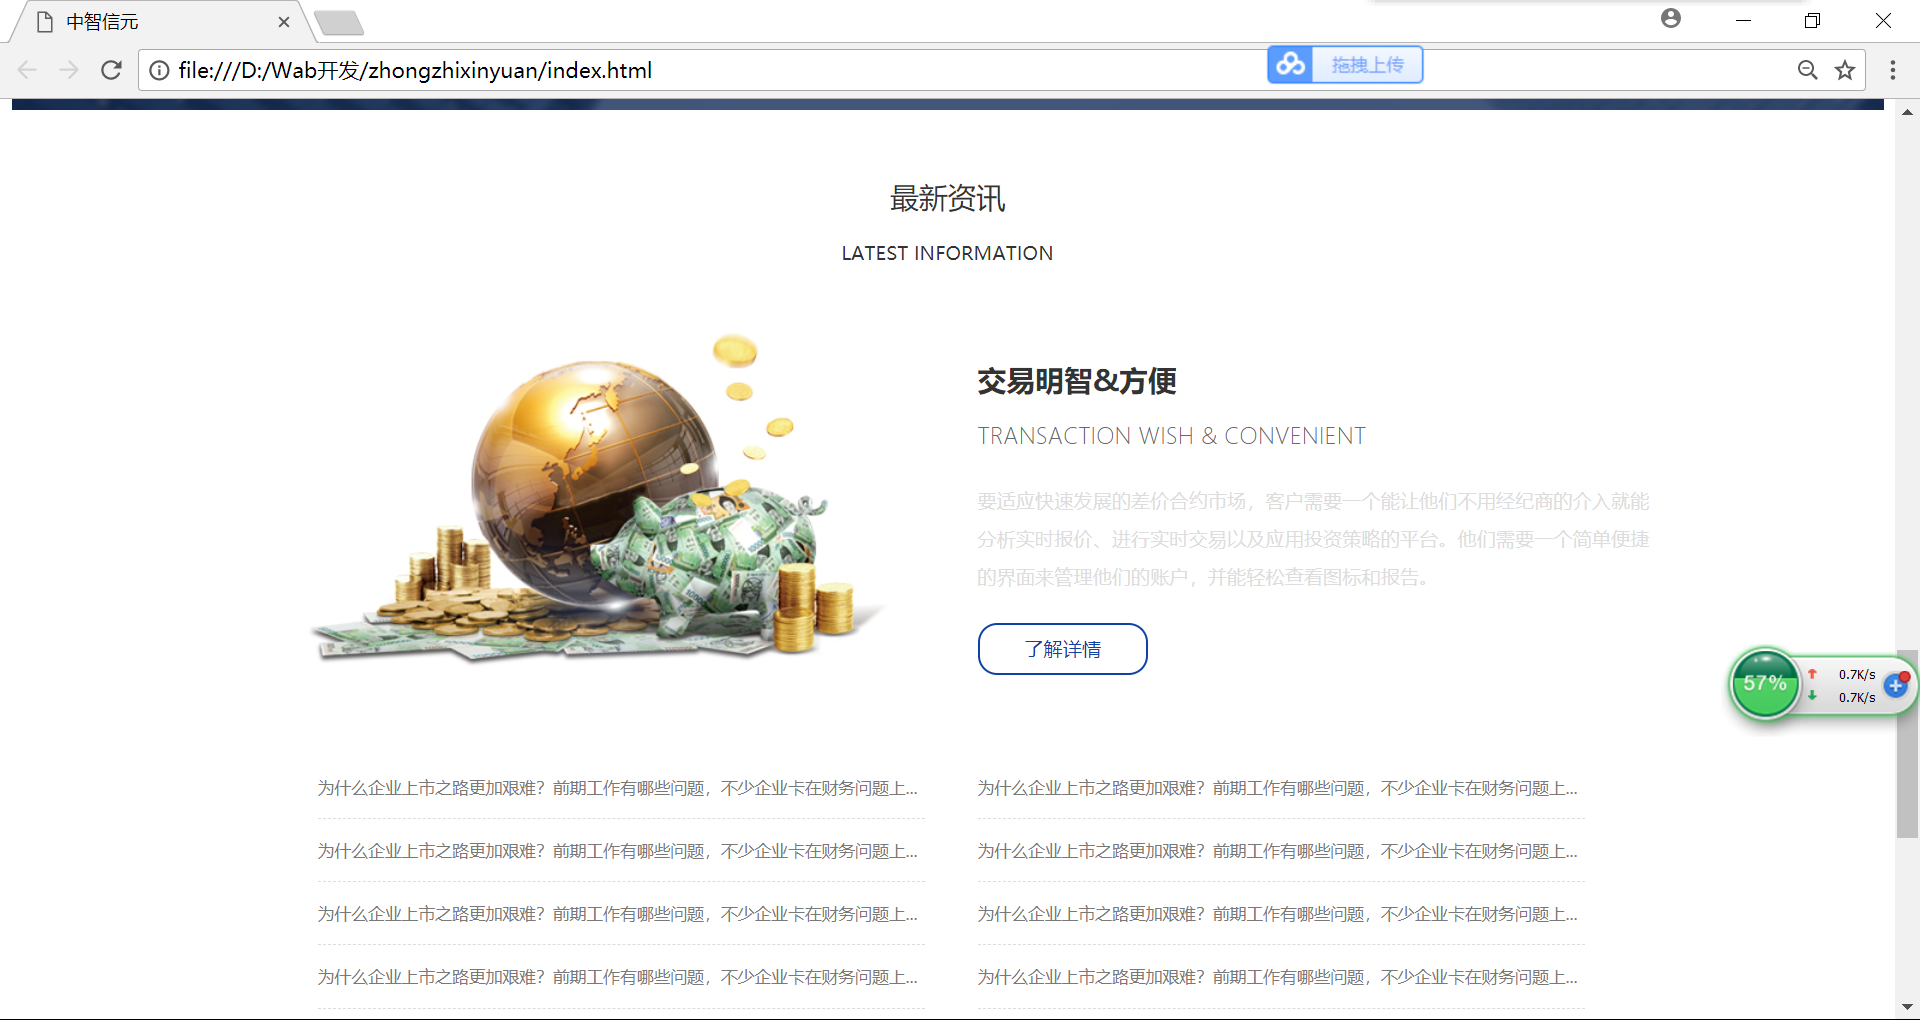 中智信元
file:///D:/Wab开发/zhongzhixinyuan/index.html
拖拽上传
最新资讯
LATEST INFORMATION
交易明智&方便
TRANSACTION WISH & CONVENIENT
要适应快速发展的差价合约市场，客户需要一个能让他们不用经纪商的介入就能
分析实时报价、进行实时交易以及应用投资策略的平台。他们需要一个简单便捷
的界面来管理他们的账户，并能轻松查看图标和报告。
了解详情
57%
0.7K/s
0.7K/s
为什么企业上市之路更加艰难？前期工作有哪些问题，不少企业卡在财务问题上...
为什么企业上市之路更加艰难？前期工作有哪些问题，不少企业卡在财务问题上...
为什么企业上市之路更加艰难？前期工作有哪些问题，不少企业卡在财务问题上...
为什么企业上市之路更加艰难？前期工作有哪些问题，不少企业卡在财务问题上...
为什么企业上市之路更加艰难？前期工作有哪些问题，不少企业卡在财务问题上...
为什么企业上市之路更加艰难？前期工作有哪些问题，不少企业卡在财务问题上...
为什么企业上市之路更加艰难？前期工作有哪些问题，不少企业卡在财务问题上...
为什么企业上市之路更加艰难？前期工作有哪些问题，不少企业卡在财务问题上...